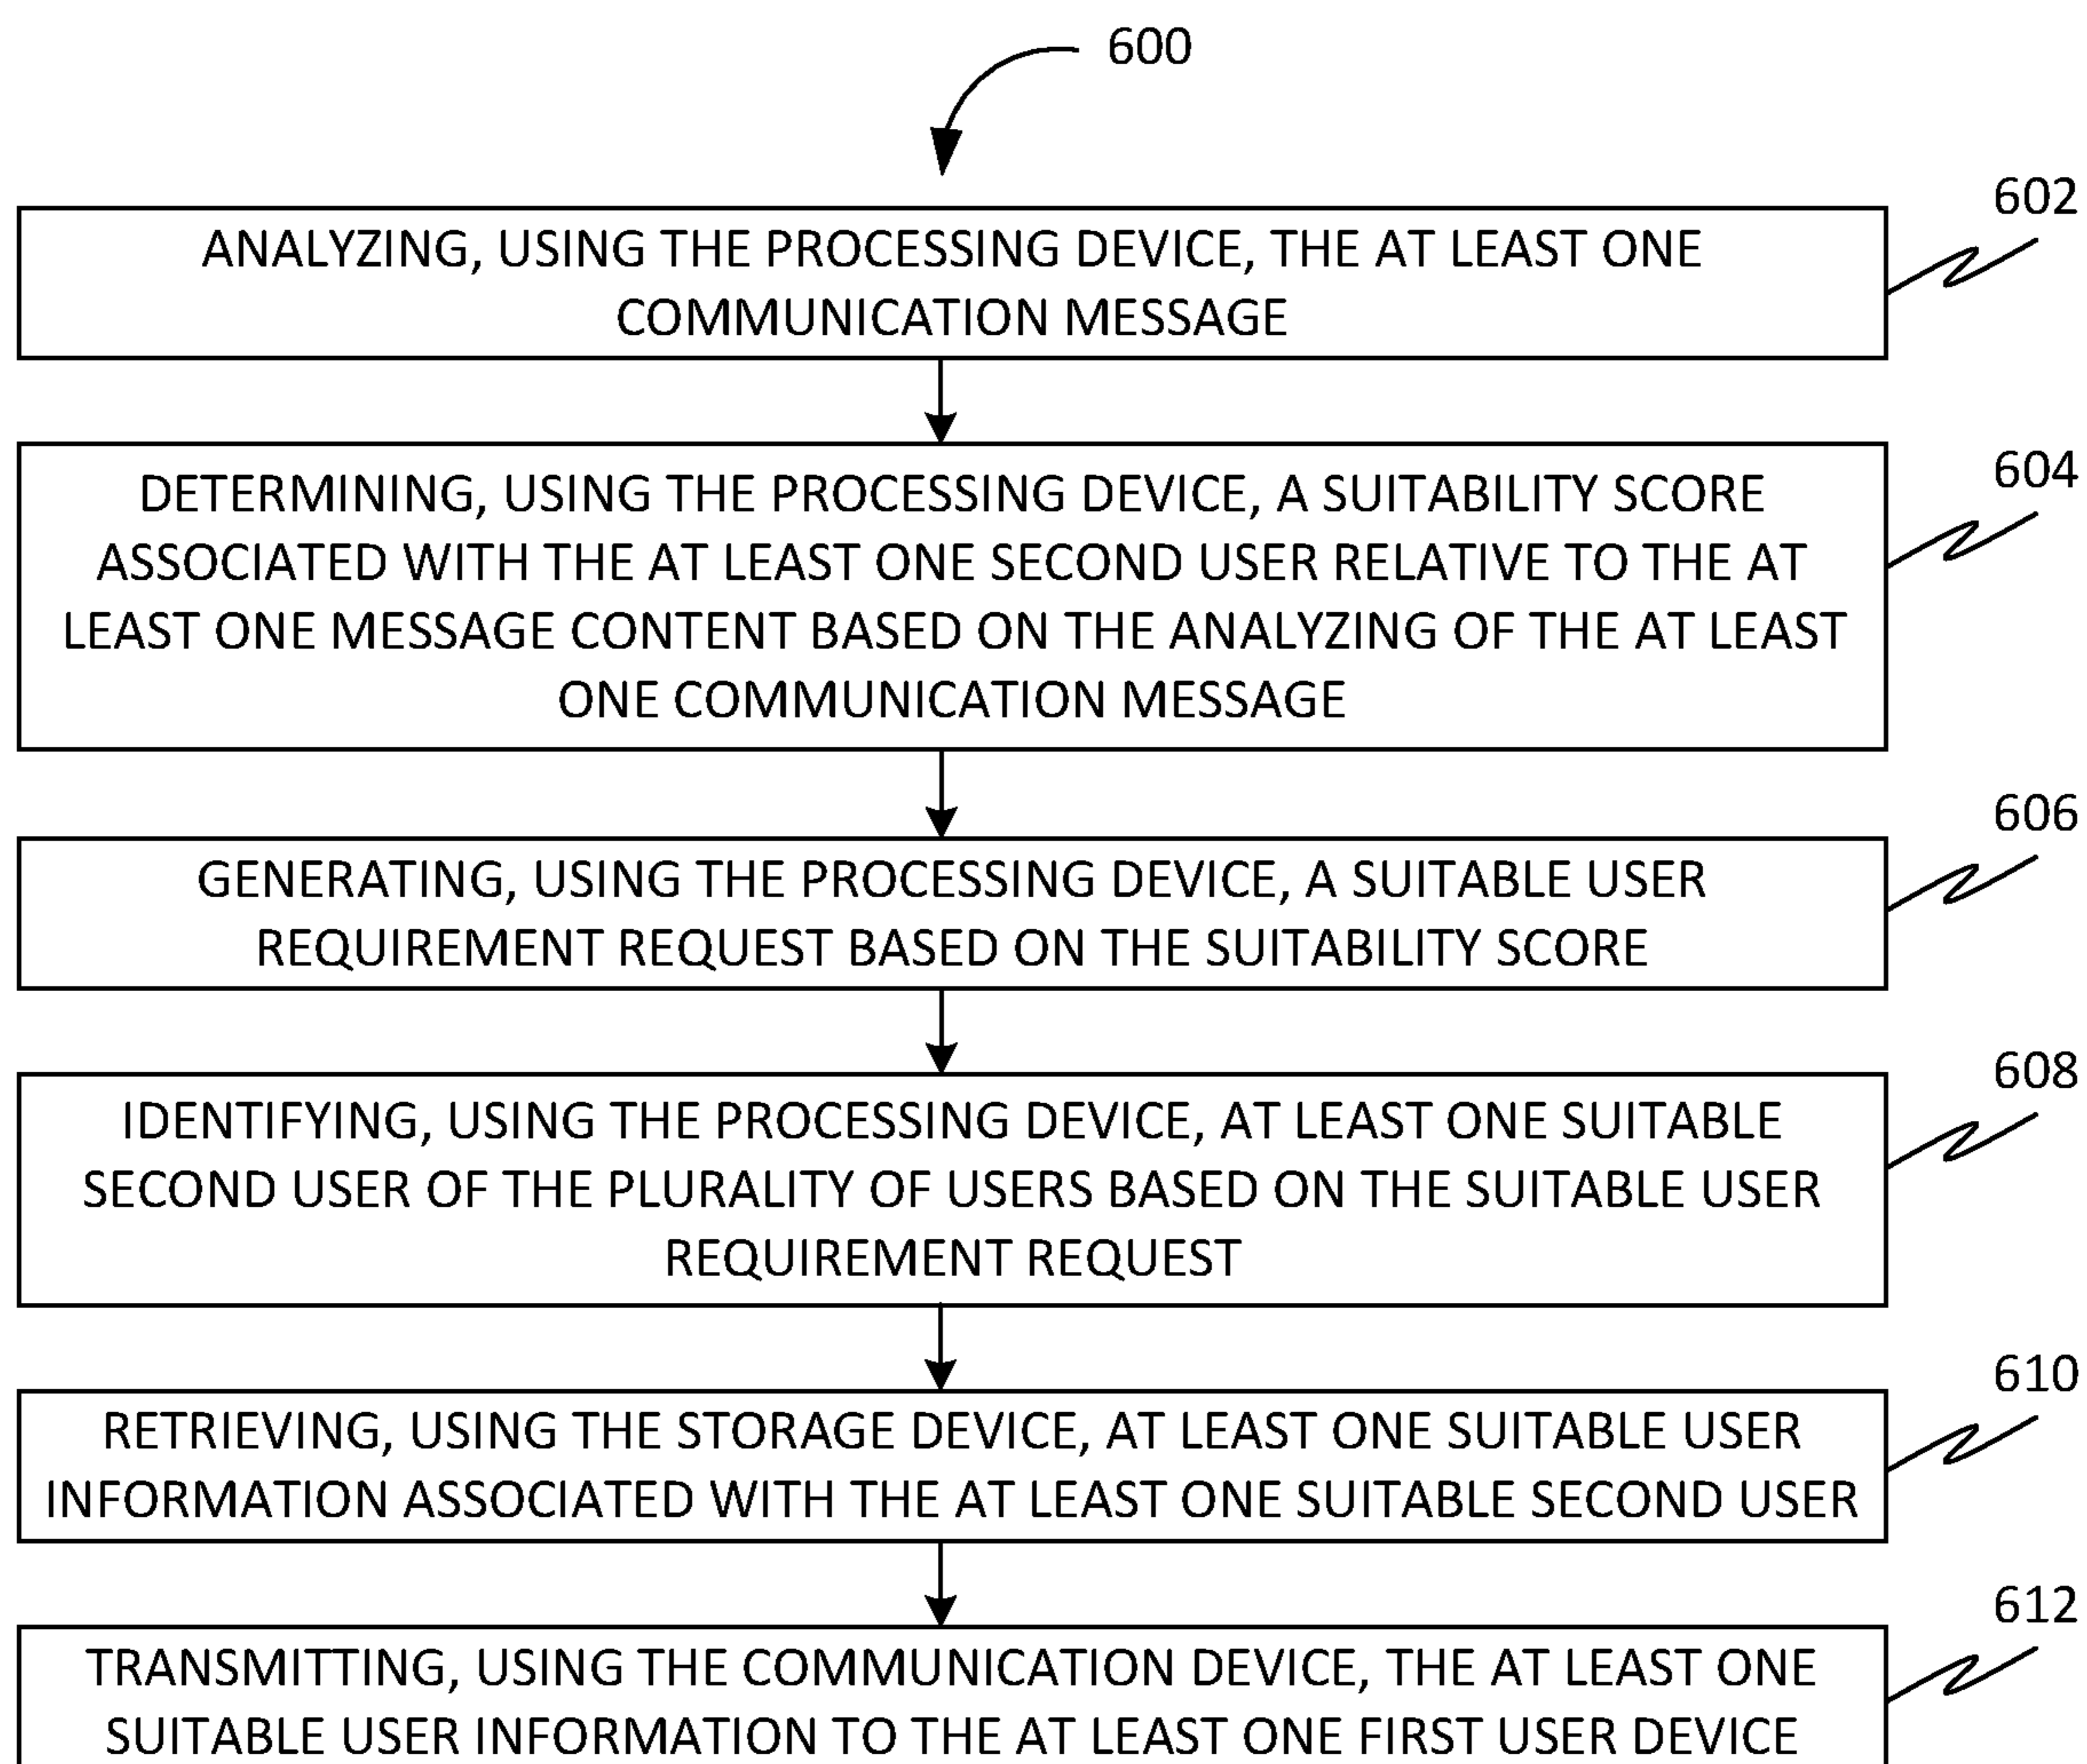 600
602
ANALYZING, USING THE PROCESSING DEVICE, THE AT LEAST ONE
COMMUNICATION MESSAGE
604
DETERMINING, USING THE PROCESSING DEVICE, A SUITABILITY SCORE
ASSOCIATED WITH THE AT LEAST ONE SECOND USER RELATIVE TO THE AT
LEAST ONE MESSAGE CONTENT BASED ON THE ANALYZING OF THE AT LEAST
ONE COMMUNICATION MESSAGE
606
GENERATING, USING THE PROCESSING DEVICE, A SUITABLE USER
REQUIREMENT REQUEST BASED ON THE SUITABILITY SCORE
608
IDENTIFYING, USING THE PROCESSING DEVICE, AT LEAST ONE SUITABLE
SECOND USER OF THE PLURALITY OF USERS BASED ON THE SUITABLE USER
REQUIREMENT REQUEST
610
RETRIEVING, USING THE STORAGE DEVICE, AT LEAST ONE SUITABLE USER
INFORMATION ASSOCIATED WITH THE AT LEAST ONE SUITABLE SECOND USER
612
TRANSMITTING, USING THE COMMUNICATION DEVICE, THE AT LEAST ONE
SUITABLE USER INFORMATION TO THE AT LEAST ONE FIRST USER DEVICE